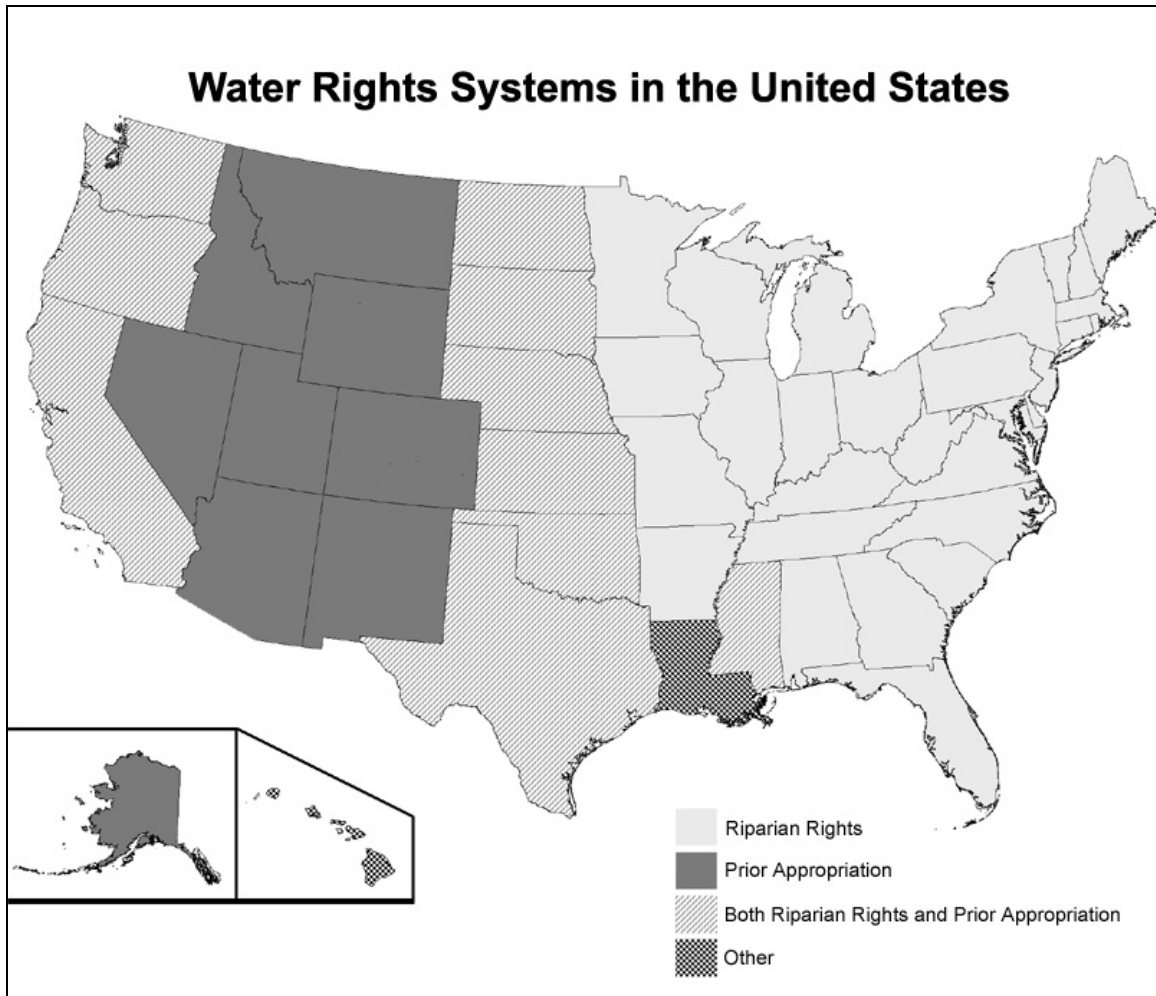 Water Rights Systems in the United States
Riparian Rights
Prior Appropriation
Both Riparian Rights and Prior Appropriation
Other